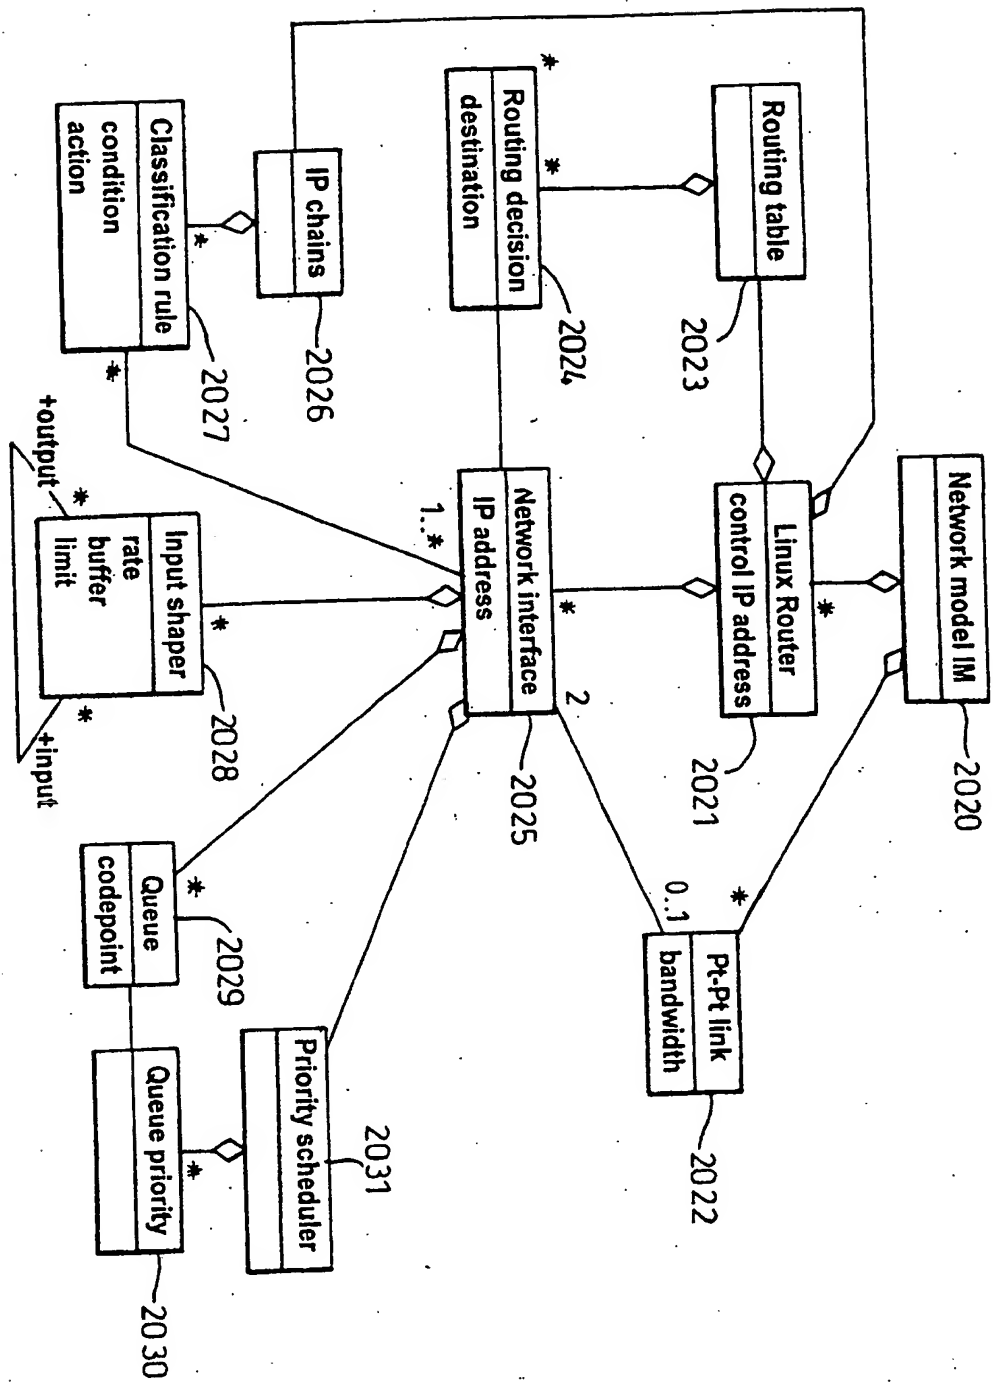 Network model IM
2020
*
*
Linux Router
control IP address
2021
Pt-Pt link
bandwidth
2022
0..1
Routing table
2023
*
*
Routing decision
destination
2024
*
2
Network interface
IP address
2025
1..*
IP chains
2026
*
Classification rule
condition
action
2027
*
*
Input shaper
rate
buffer
limit
2028
+output
*
*
+input
*
Queue
codepoint
2029
Priority scheduler
2031
*
Queue priority
2030